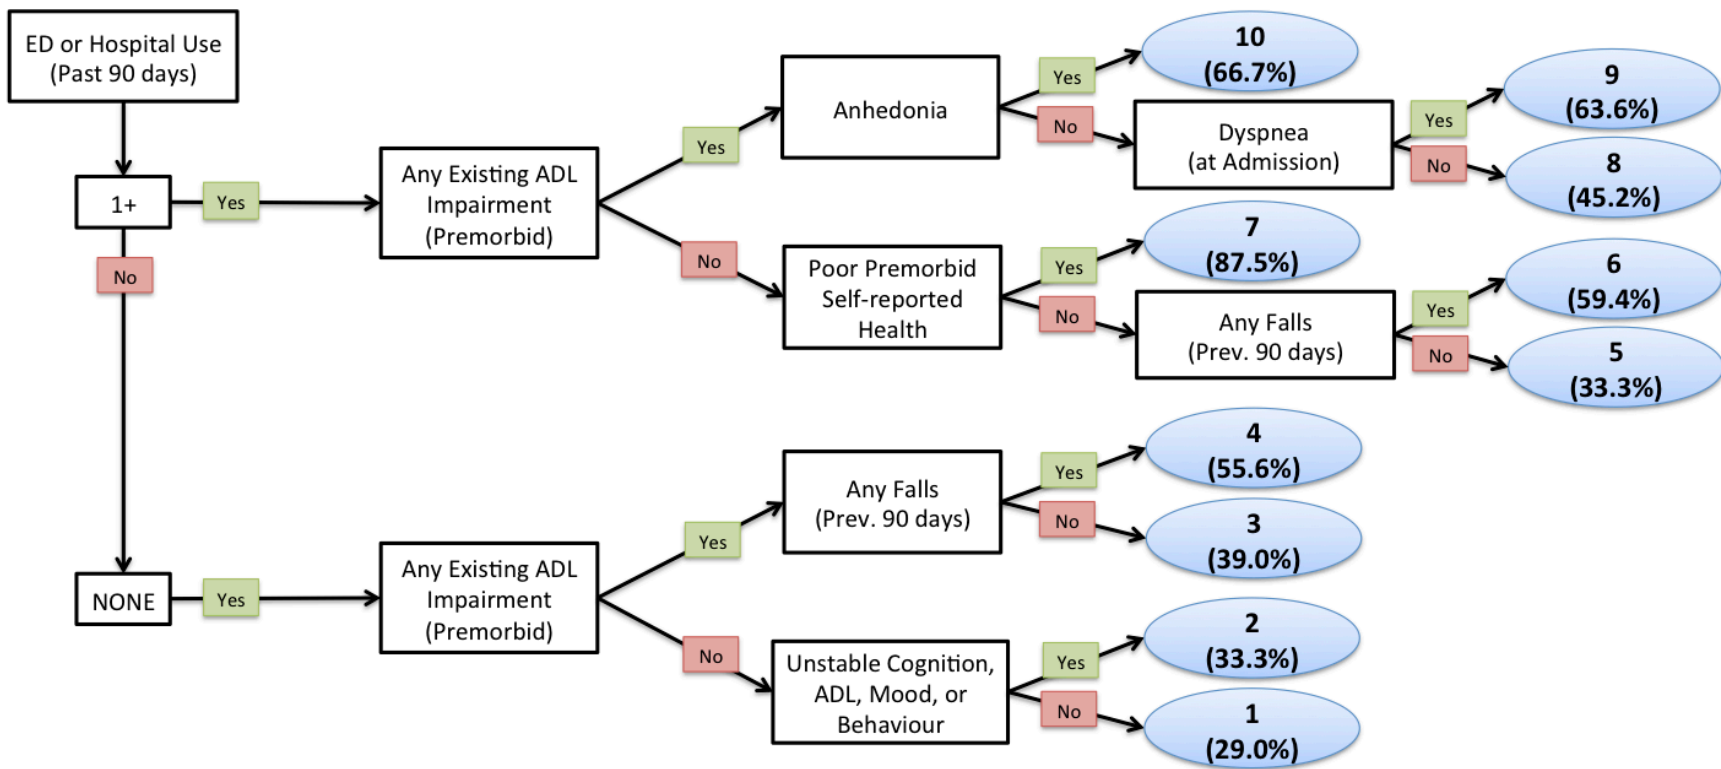 ED or Hospital Use
(Past 90 days)
1+
Yes
No
NONE
Yes
Any Existing ADL
Impairment
(Premorbid)
Yes
No
Anhedonia
Yes
No
10
(66.7%)
Dyspnea
(at Admission)
Yes
No
9
(63.6%)
8
(45.2%)
Poor Premorbid
Self-reported
Health
Yes
No
7
(87.5%)
Any Falls
(Prev. 90 days)
Yes
No
6
(59.4%)
5
(33.3%)
Any Existing ADL
Impairment
(Premorbid)
Yes
No
Any Falls
(Prev. 90 days)
Yes
No
4
(55.6%)
3
(39.0%)
Unstable Cognition,
ADL, Mood, or
Behaviour
Yes
No
2
(33.3%)
1
(29.0%)